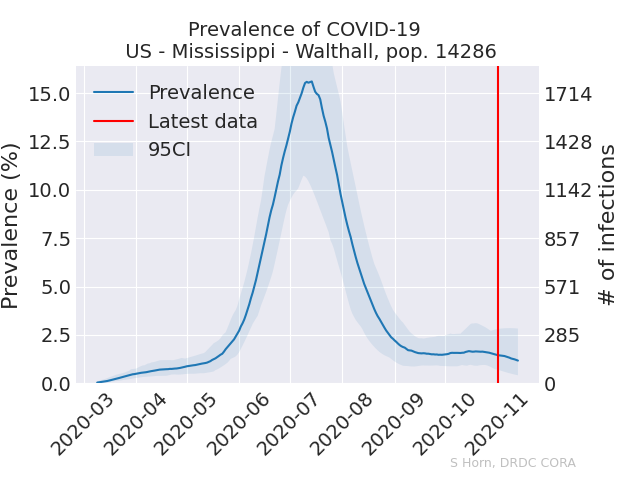 Prevalence of COVID-19
US - Mississippi - Walthall, pop. 14286
Prevalence
Latest data
95CI
Prevalence (%)
15.0
12.5
10.0
7.5
5.0
2.5
0.0
1714
1428
1142
857
571
285
0
# of infections
2020-03
2020-04
2020-05
2020-06
2020-07
2020-08
2020-09
2020-10
2020-11
S Horn, DRDC CORA